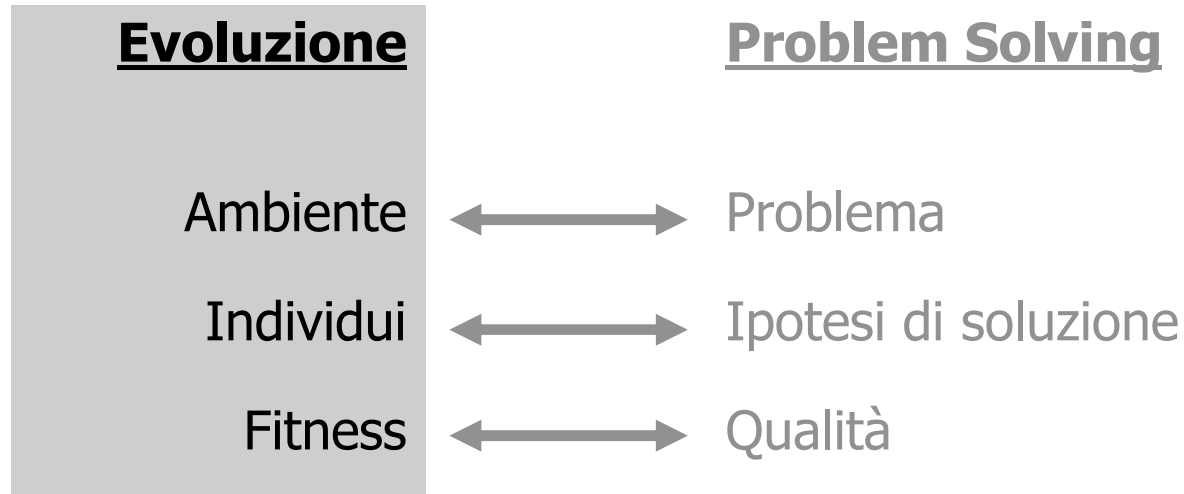 Evoluzione Problem Solving
Ambiente Problema
Individui Ipotesi di soluzione
Fitness Qualità